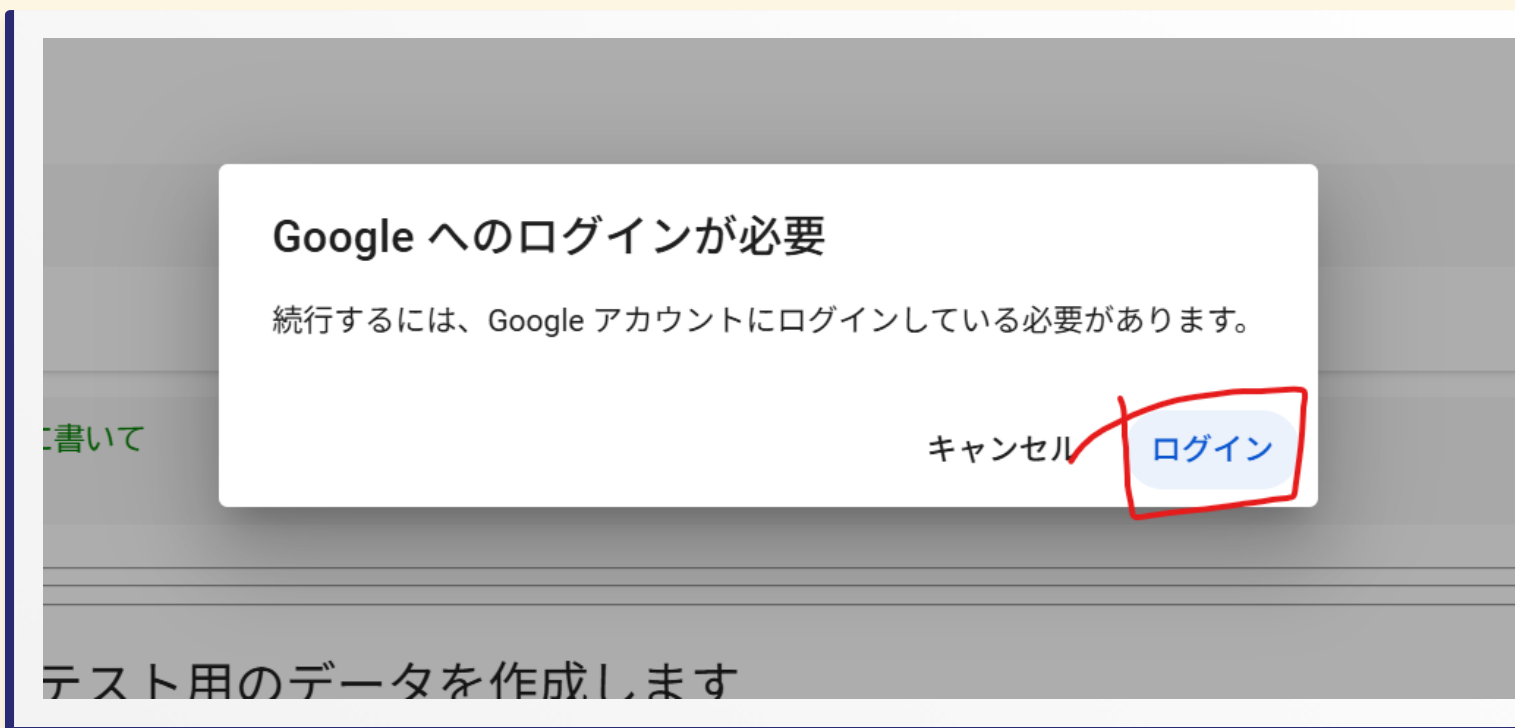 Google へのログインが必要
続行するには、Google アカウントにログインしている必要があります。
に書いて
キャンセル ログイン
テスト用のデータを作成します